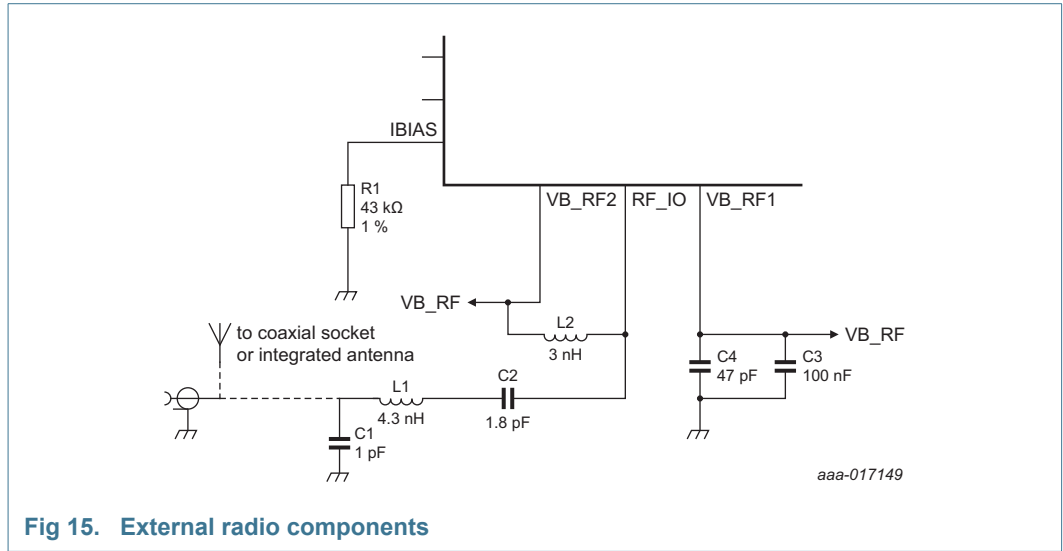 IBIAS
R1
43 kΩ
1 %
VB_RF2 RF_IO VB_RF1
VB_RF
L2
3 nH
VB_RF
C4
47 pF
C3
100 nF
to coaxial socket
or integrated antenna
L1
4.3 nH
C2
1.8 pF
C1
1 pF
aaa-017149
Fig 15. External radio components